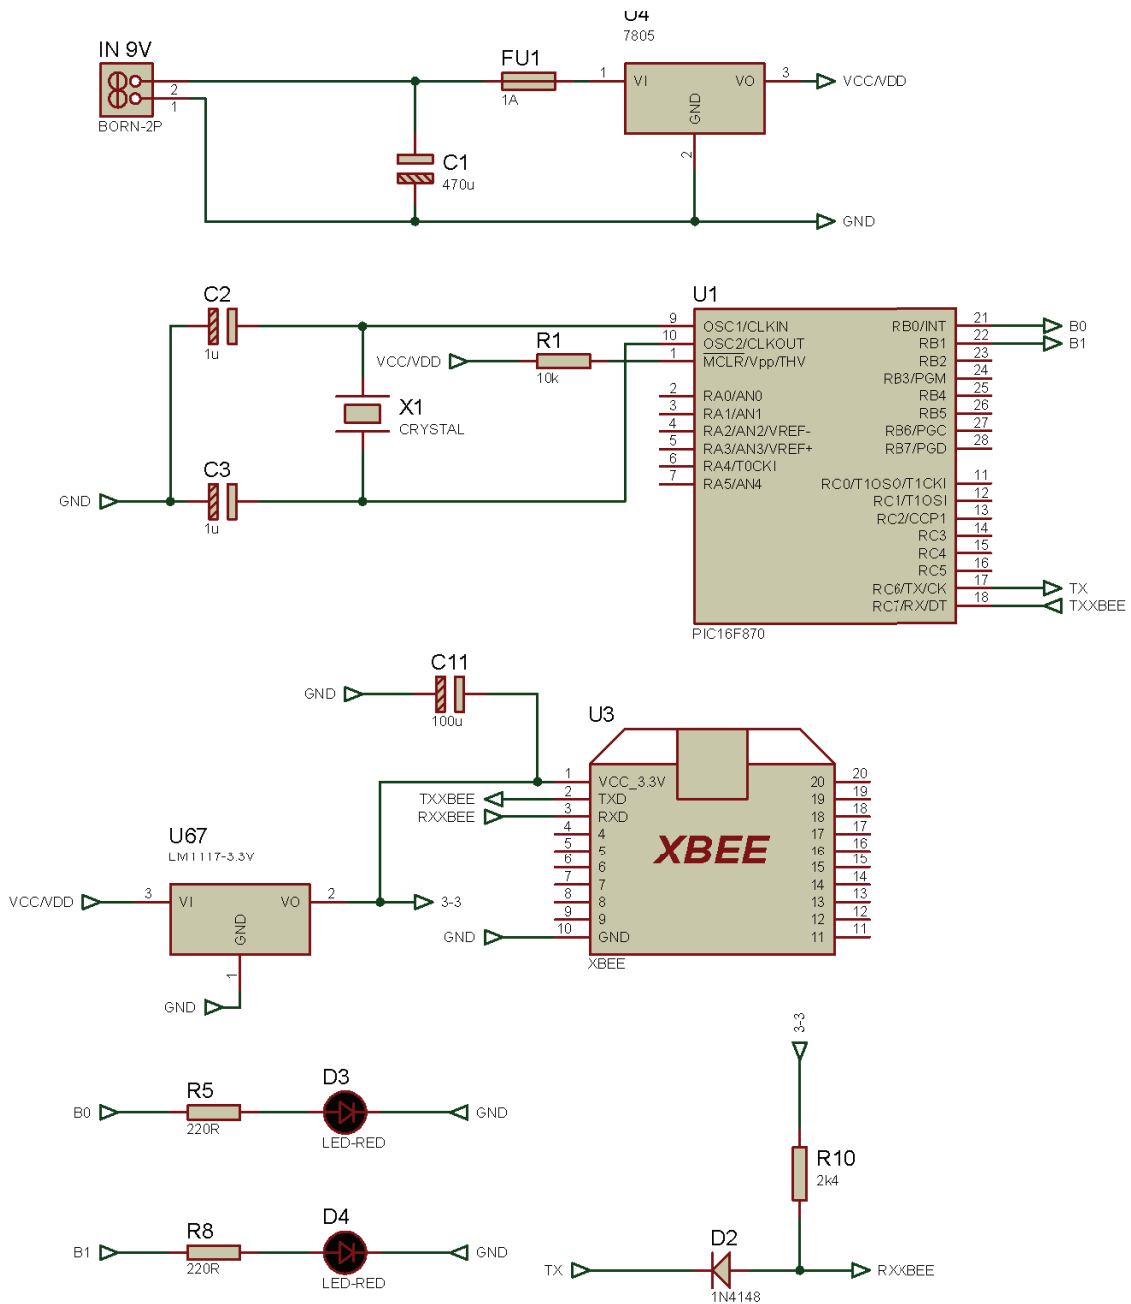 IN 9V
2
1
BORN-2P
FU1
1A
C1
470u
U4
7805
1
VI
VO
3
GND
2
VCC/VDD
GND
C2
1u
C3
1u
GND
X1
CRYSTAL
VCC/VDD
R1
10k
U1
9 OSC1/CLKIN
10 OSC2/CLKOUT
1 MCLR/Vpp/THV
2 RA0/AN0
3 RA1/AN1
4 RA2/AN2/VREF-
5 RA3/AN3/VREF+
6 RA4/T0CKI
7 RA5/AN4
RB0/INT 21 B0
RB1 22 B1
RB2 23
RB3/PGM 24
RB4 25
RB5 26
RB6/PGC 27
RB7/PGD 28
RC0/T1OSO/T1CKI 11
RC1/T1OSI 12
RC2/CCP1 13
RC3 14
RC4 15
RC5 16
RC6/TX/CK 17 TX
RC7/RX/DT 18 TXXBEE
PIC16F870
GND
C11
100u
U3
1 VCC_3.3V
TXXBEE 2 TXD
RXXBEE 3 RXD
4 4
5 5
6 6
7 7
8 8
9 9
GND 10 GND
20 20
19 19
18 18
17 17
16 16
15 15
14 14
13 13
12 12
11 11
XBEE
XBEE
U67
LM1117-3.3V
VCC/VDD
3
VI
VO
2
GND
1
3-3
GND
B0
R5
220R
D3
LED-RED
GND
B1
R8
220R
D4
LED-RED
GND
3-3
R10
2k4
TX
D2
1N4148
RXXBEE